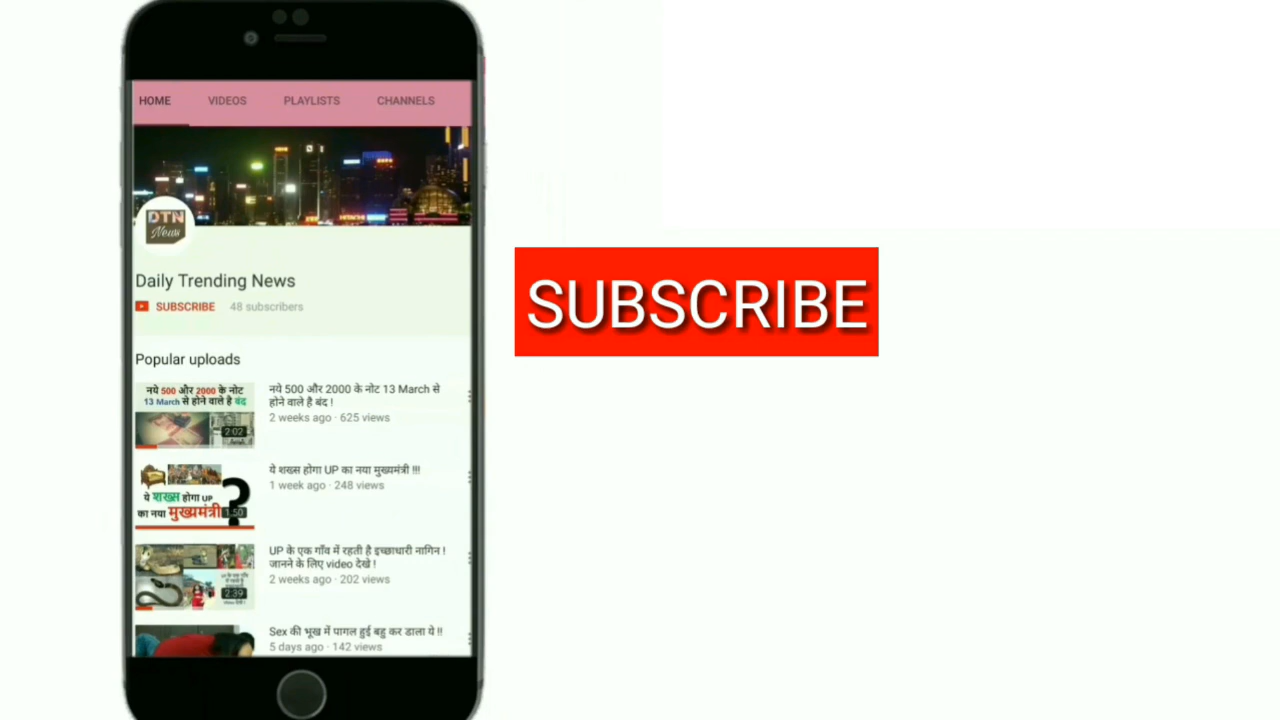 HOME VIDEOS PLAYLISTS CHANNELS
DTN
News
Daily Trending News
SUBSCRIBE 48 subscribers
SUBSCRIBE
Popular uploads
नये 500 और 2000 के नोट
13 March से होने वाले है बंद
2:02
नये 500 और 2000 के नोट 13 March से
होने वाले है बंद !
2 weeks ago · 625 views
ये शख्स होगा UP
का नया मुख्यमंत्री
1:50
ये शख्स होगा UP का नया मुख्यमंत्री !!!
1 week ago · 248 views
2:39
UP के एक गाँव में रहती है इच्छाधारी नागिन !
जानने के लिए video देखे !
2 weeks ago · 202 views
Sex की भूख में पागल हुई बहु कर डाला ये !!
5 days ago · 142 views